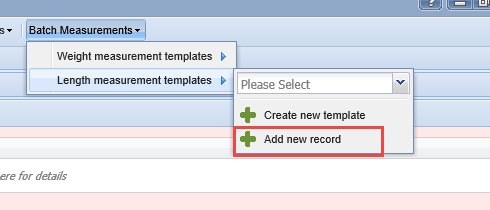 s
Batch Measurements
Weight measurement templates
Length measurement templates
Please Select
Create new template
Add new record
ere for details